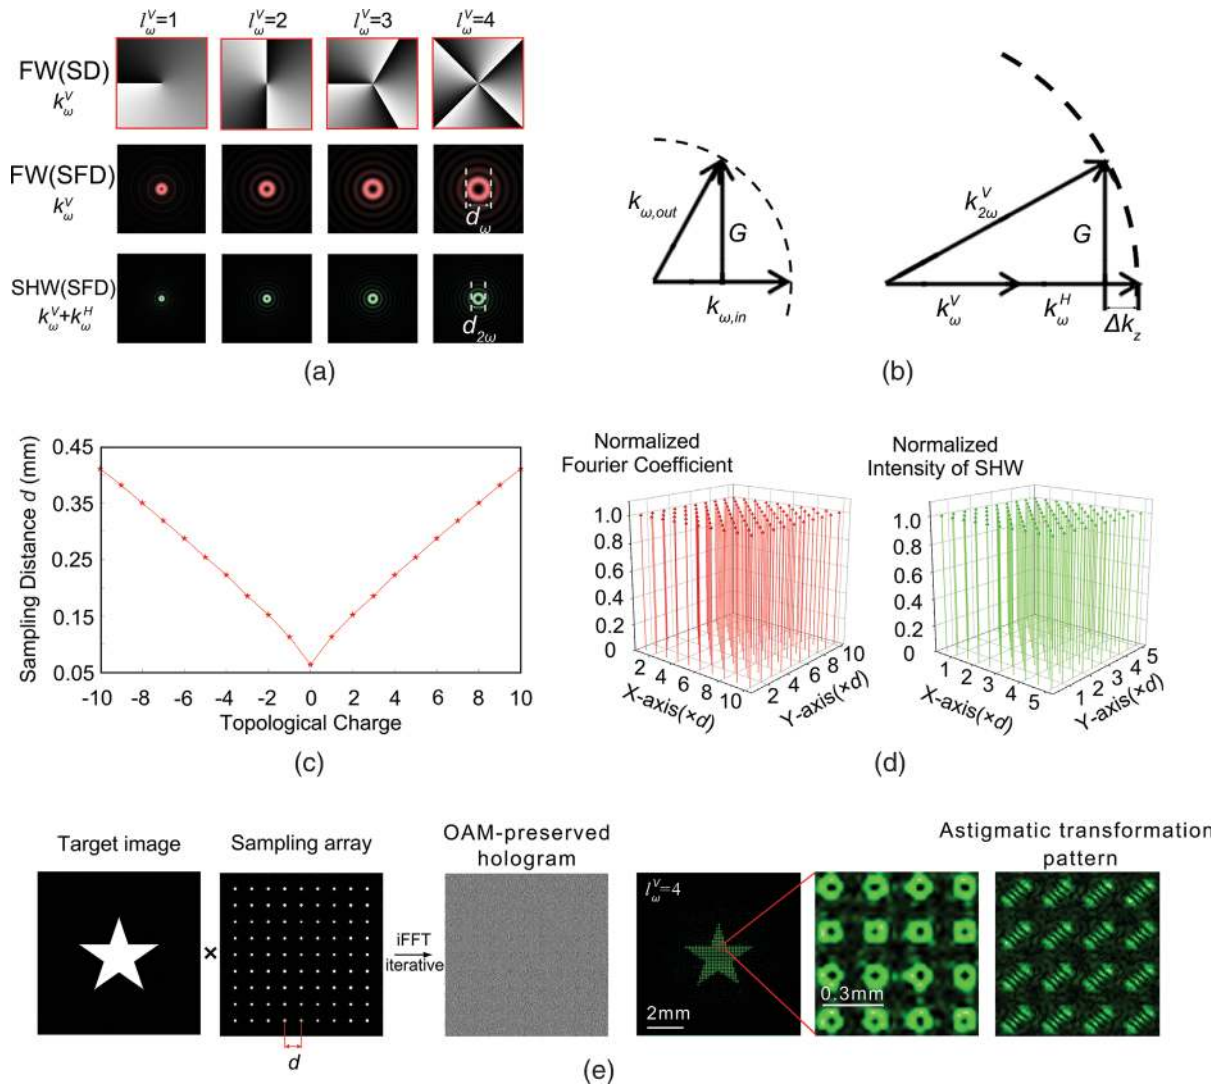 l_ω^V=1 l_ω^V=2 l_ω^V=3 l_ω^V=4
FW(SD)
k_ω^V
FW(SFD)
k_ω^V
d_ω
SHW(SFD)
k_ω^V+k_ω^H
d_2ω
(a)
k_ω,out
G
k_ω,in
k_2ω^V
G
k_ω^V
k_ω^H
Δk_z
(b)
Sampling Distance d (mm)
0.45
0.35
0.25
0.15
0.05
-10 -8 -6 -4 -2 0 2 4 6 8 10
Topological Charge
(c)
Normalized
Fourier Coefficient
1.0
0.8
0.6
0.4
0.2
0
2 4 6 8 10
X-axis(×d)
2 4 6 8 10
Y-axis(×d)
Normalized
Intensity of SHW
1.0
0.8
0.6
0.4
0.2
0
1 2 3 4 5
X-axis(×d)
1 2 3 4 5
Y-axis(×d)
(d)
Target image
×
Sampling array
d
iFFT
iterative
OAM-preserved
hologram
l_ω^V=4
2mm
0.3mm
Astigmatic transformation
pattern
(e)